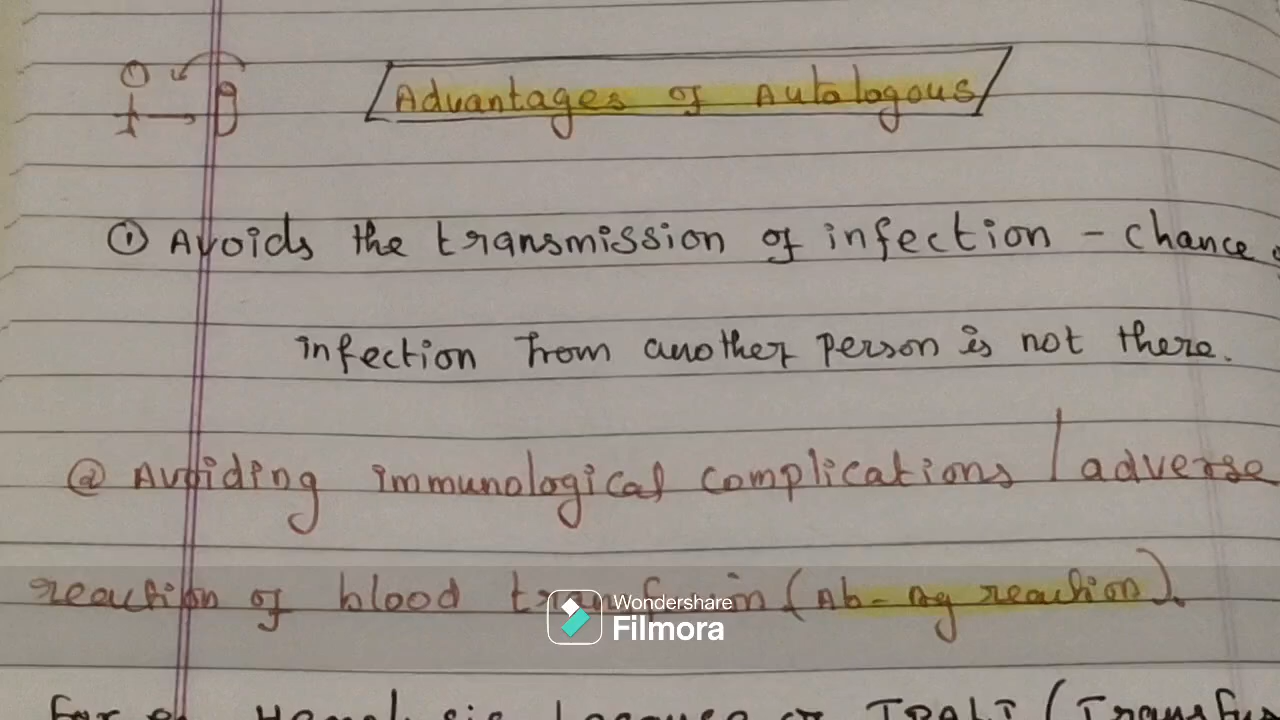 Advantages of Autologous
① Avoids the transmission of infection - chance
infection from another person is not there.
② Avoiding immunological complications / adverse
reaction of blood (Ab-Ag reaction).
Wondershare
Filmora